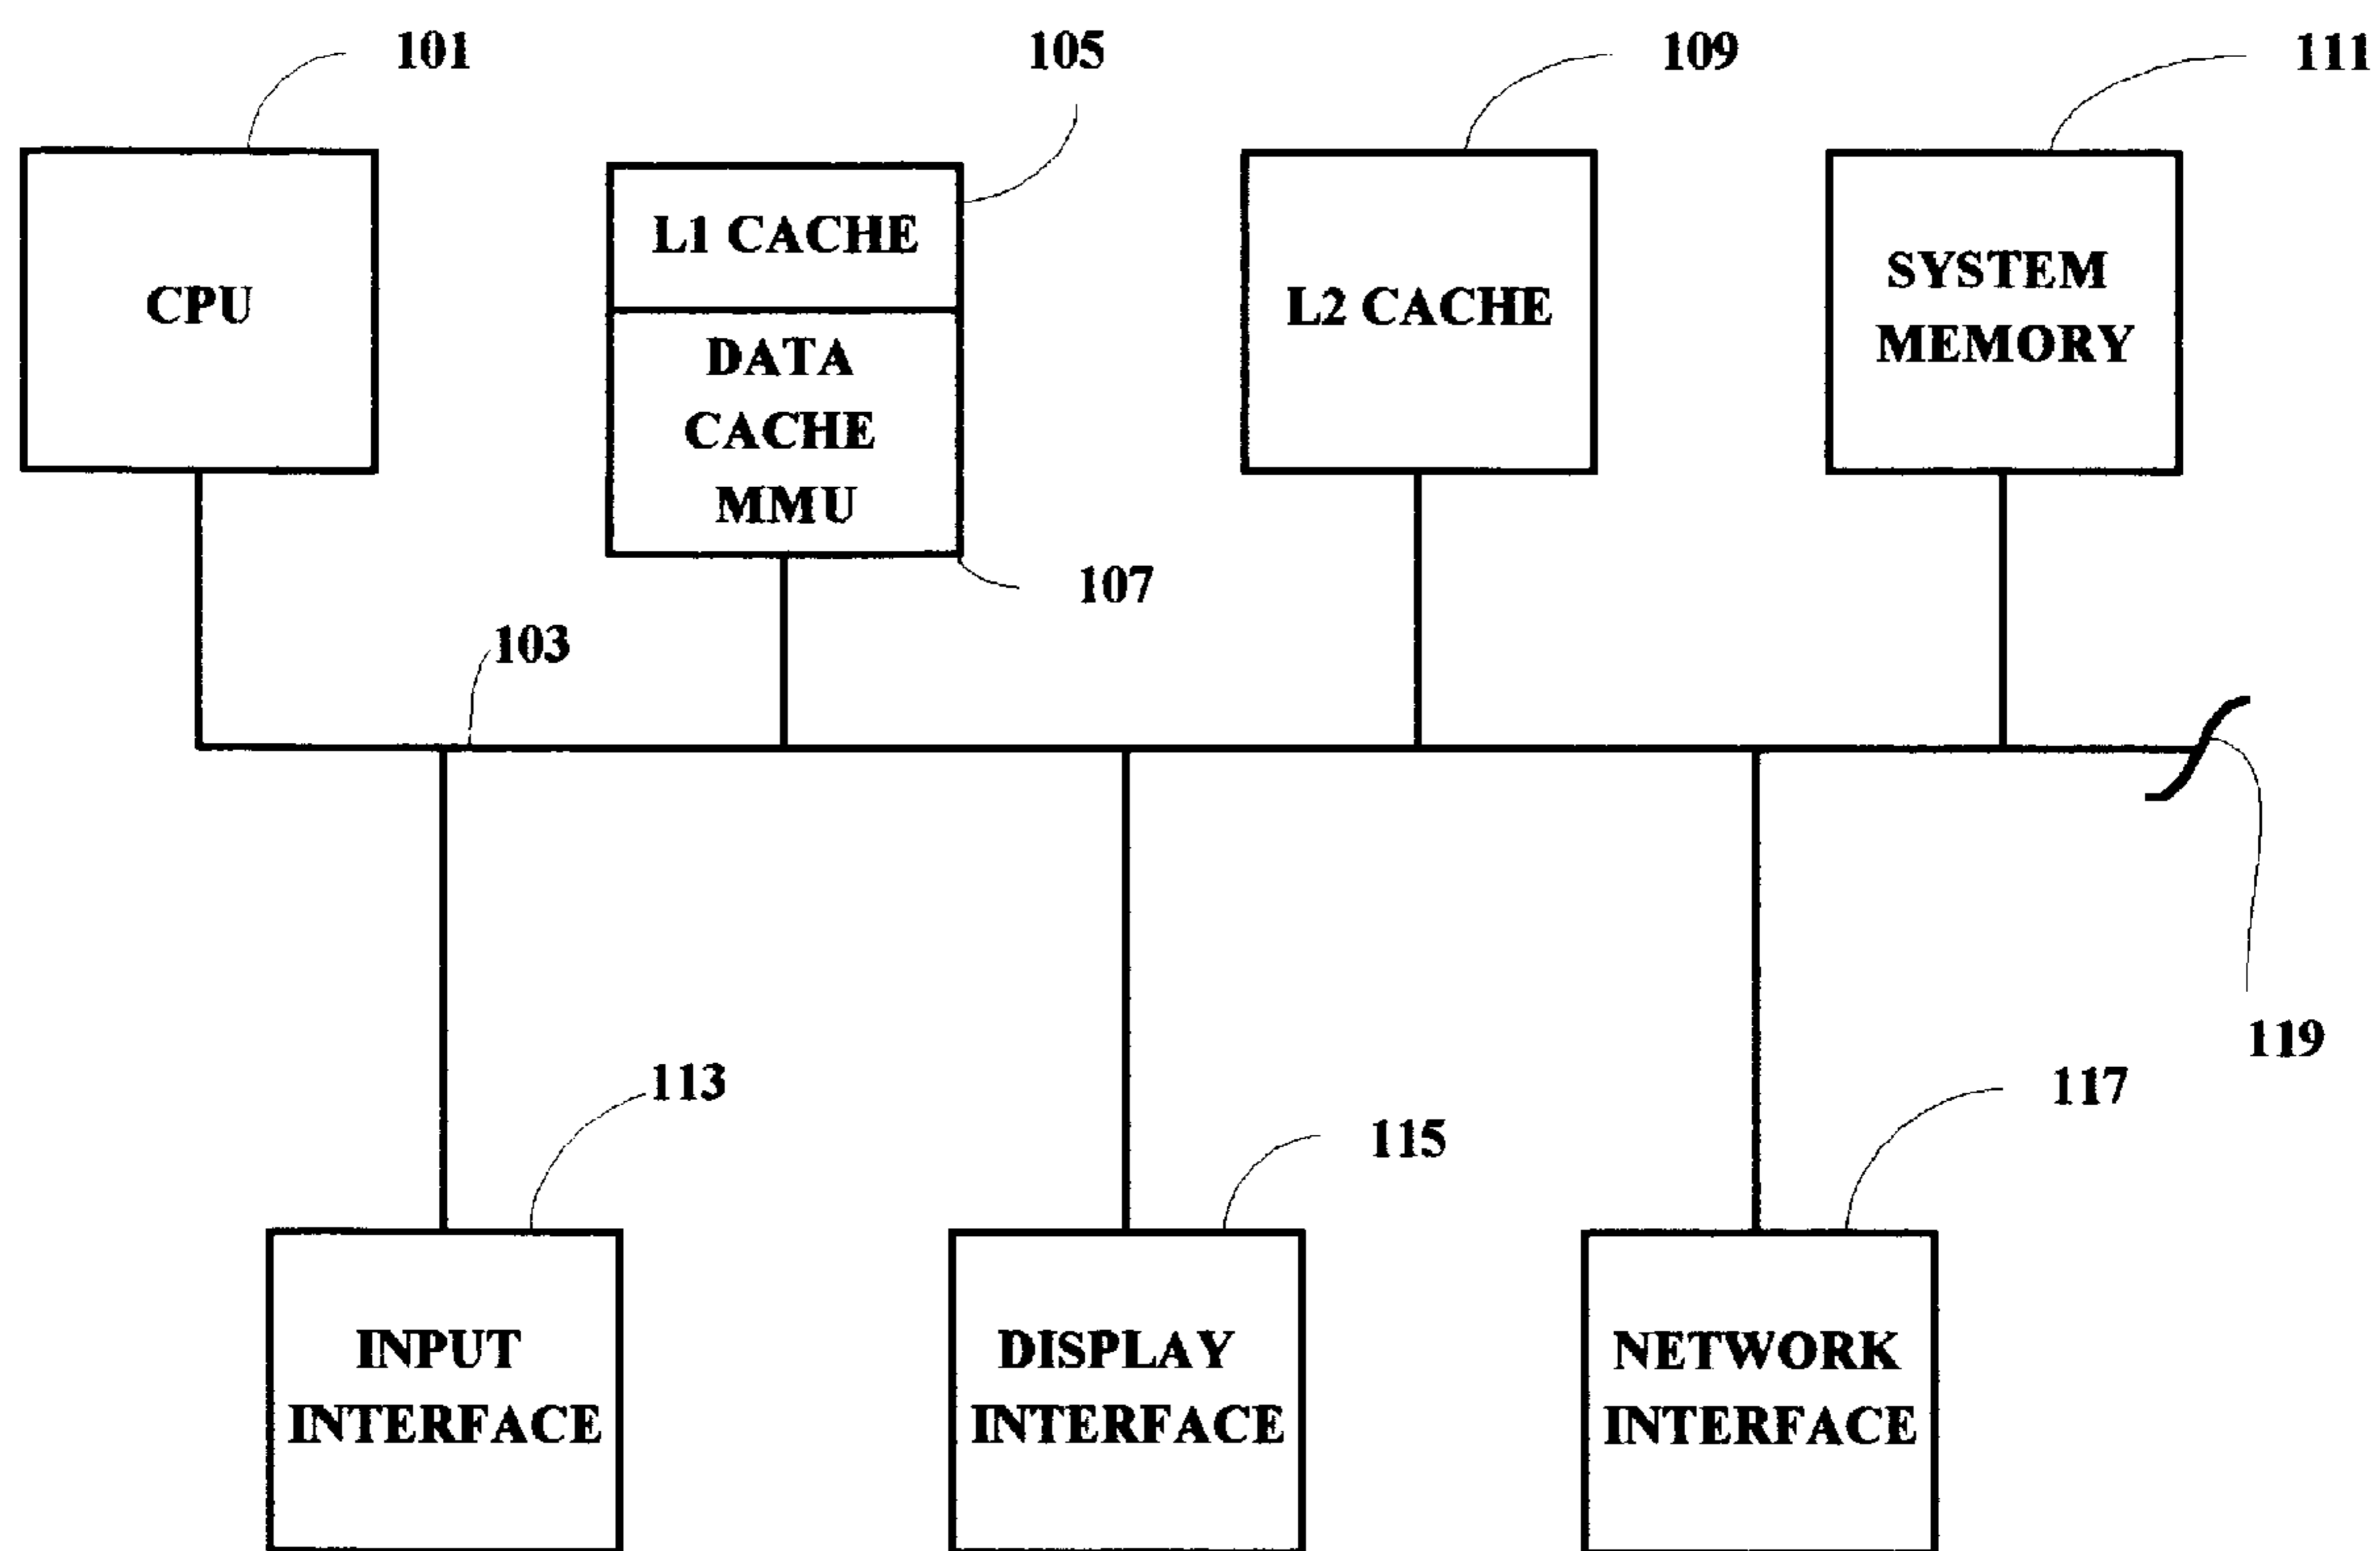 101
105
109
111
CPU
L1 CACHE
DATA
CACHE
MMU
L2 CACHE
SYSTEM
MEMORY
107
103
119
113
115
117
INPUT
INTERFACE
DISPLAY
INTERFACE
NETWORK
INTERFACE